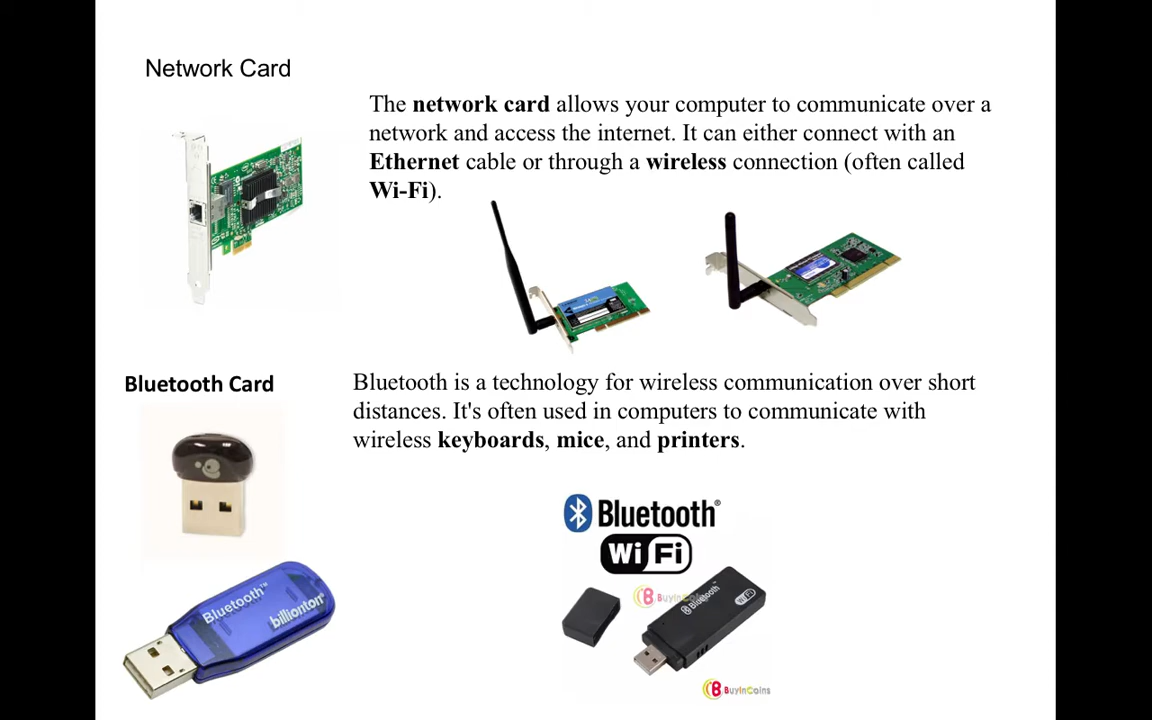 Network Card
The network card allows your computer to communicate over a
network and access the internet. It can either connect with an
Ethernet cable or through a wireless connection (often called
Wi-Fi).
Bluetooth Card
Bluetooth is a technology for wireless communication over short
distances. It's often used in computers to communicate with
wireless keyboards, mice, and printers.
Bluetooth®
Wi Fi
Bluetooth™
billionton
BuyInCoins
Bluetooth
WiFi
BuyInCoins